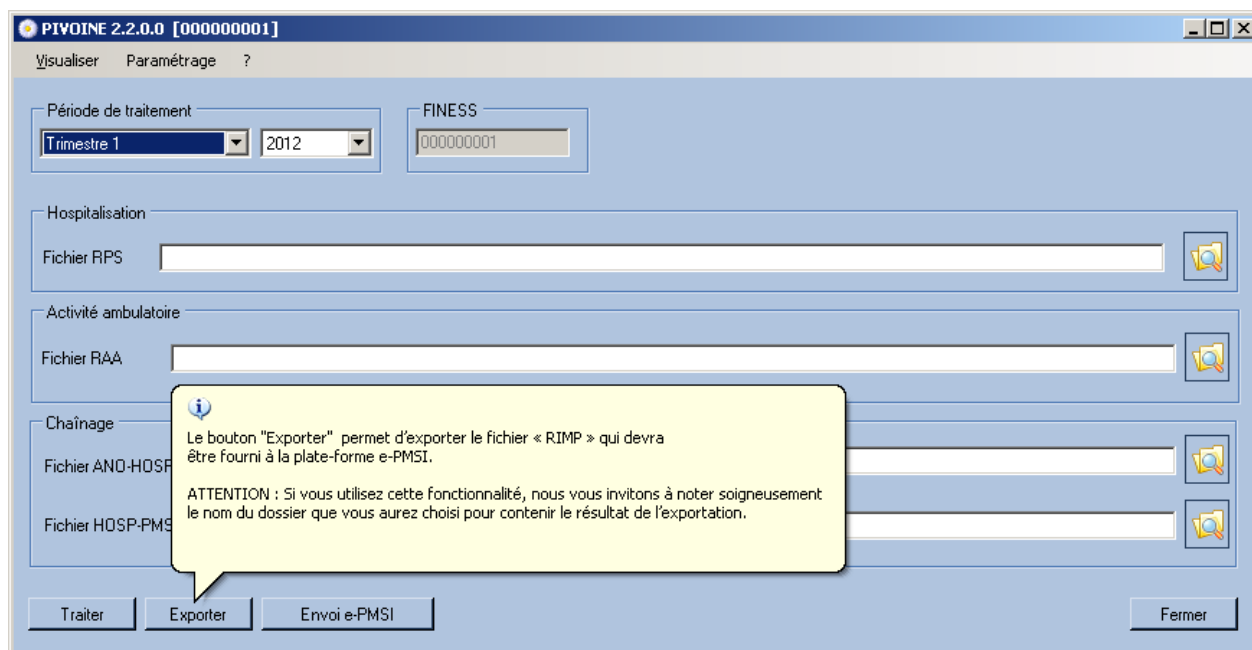 PIVOINE 2.2.0.0 [000000001]
Visualiser Paramétrage ?
Période de traitement
FINESS
Trimestre 1
2012
000000001
Hospitalisation
Fichier RPS
Activité ambulatoire
Fichier RAA
Le bouton "Exporter" permet d'exporter le fichier « RIMP » qui devra
être fourni à la plate-forme e-PMSI.
ATTENTION : Si vous utilisez cette fonctionnalité, nous vous invitons à noter soigneusement
le nom du dossier que vous aurez choisi pour contenir le résultat de l'exportation.
Chaînage
Fichier ANO-HOSP
Fichier HOSP-PMS
Traiter
Exporter
Envoi e-PMSI
Fermer